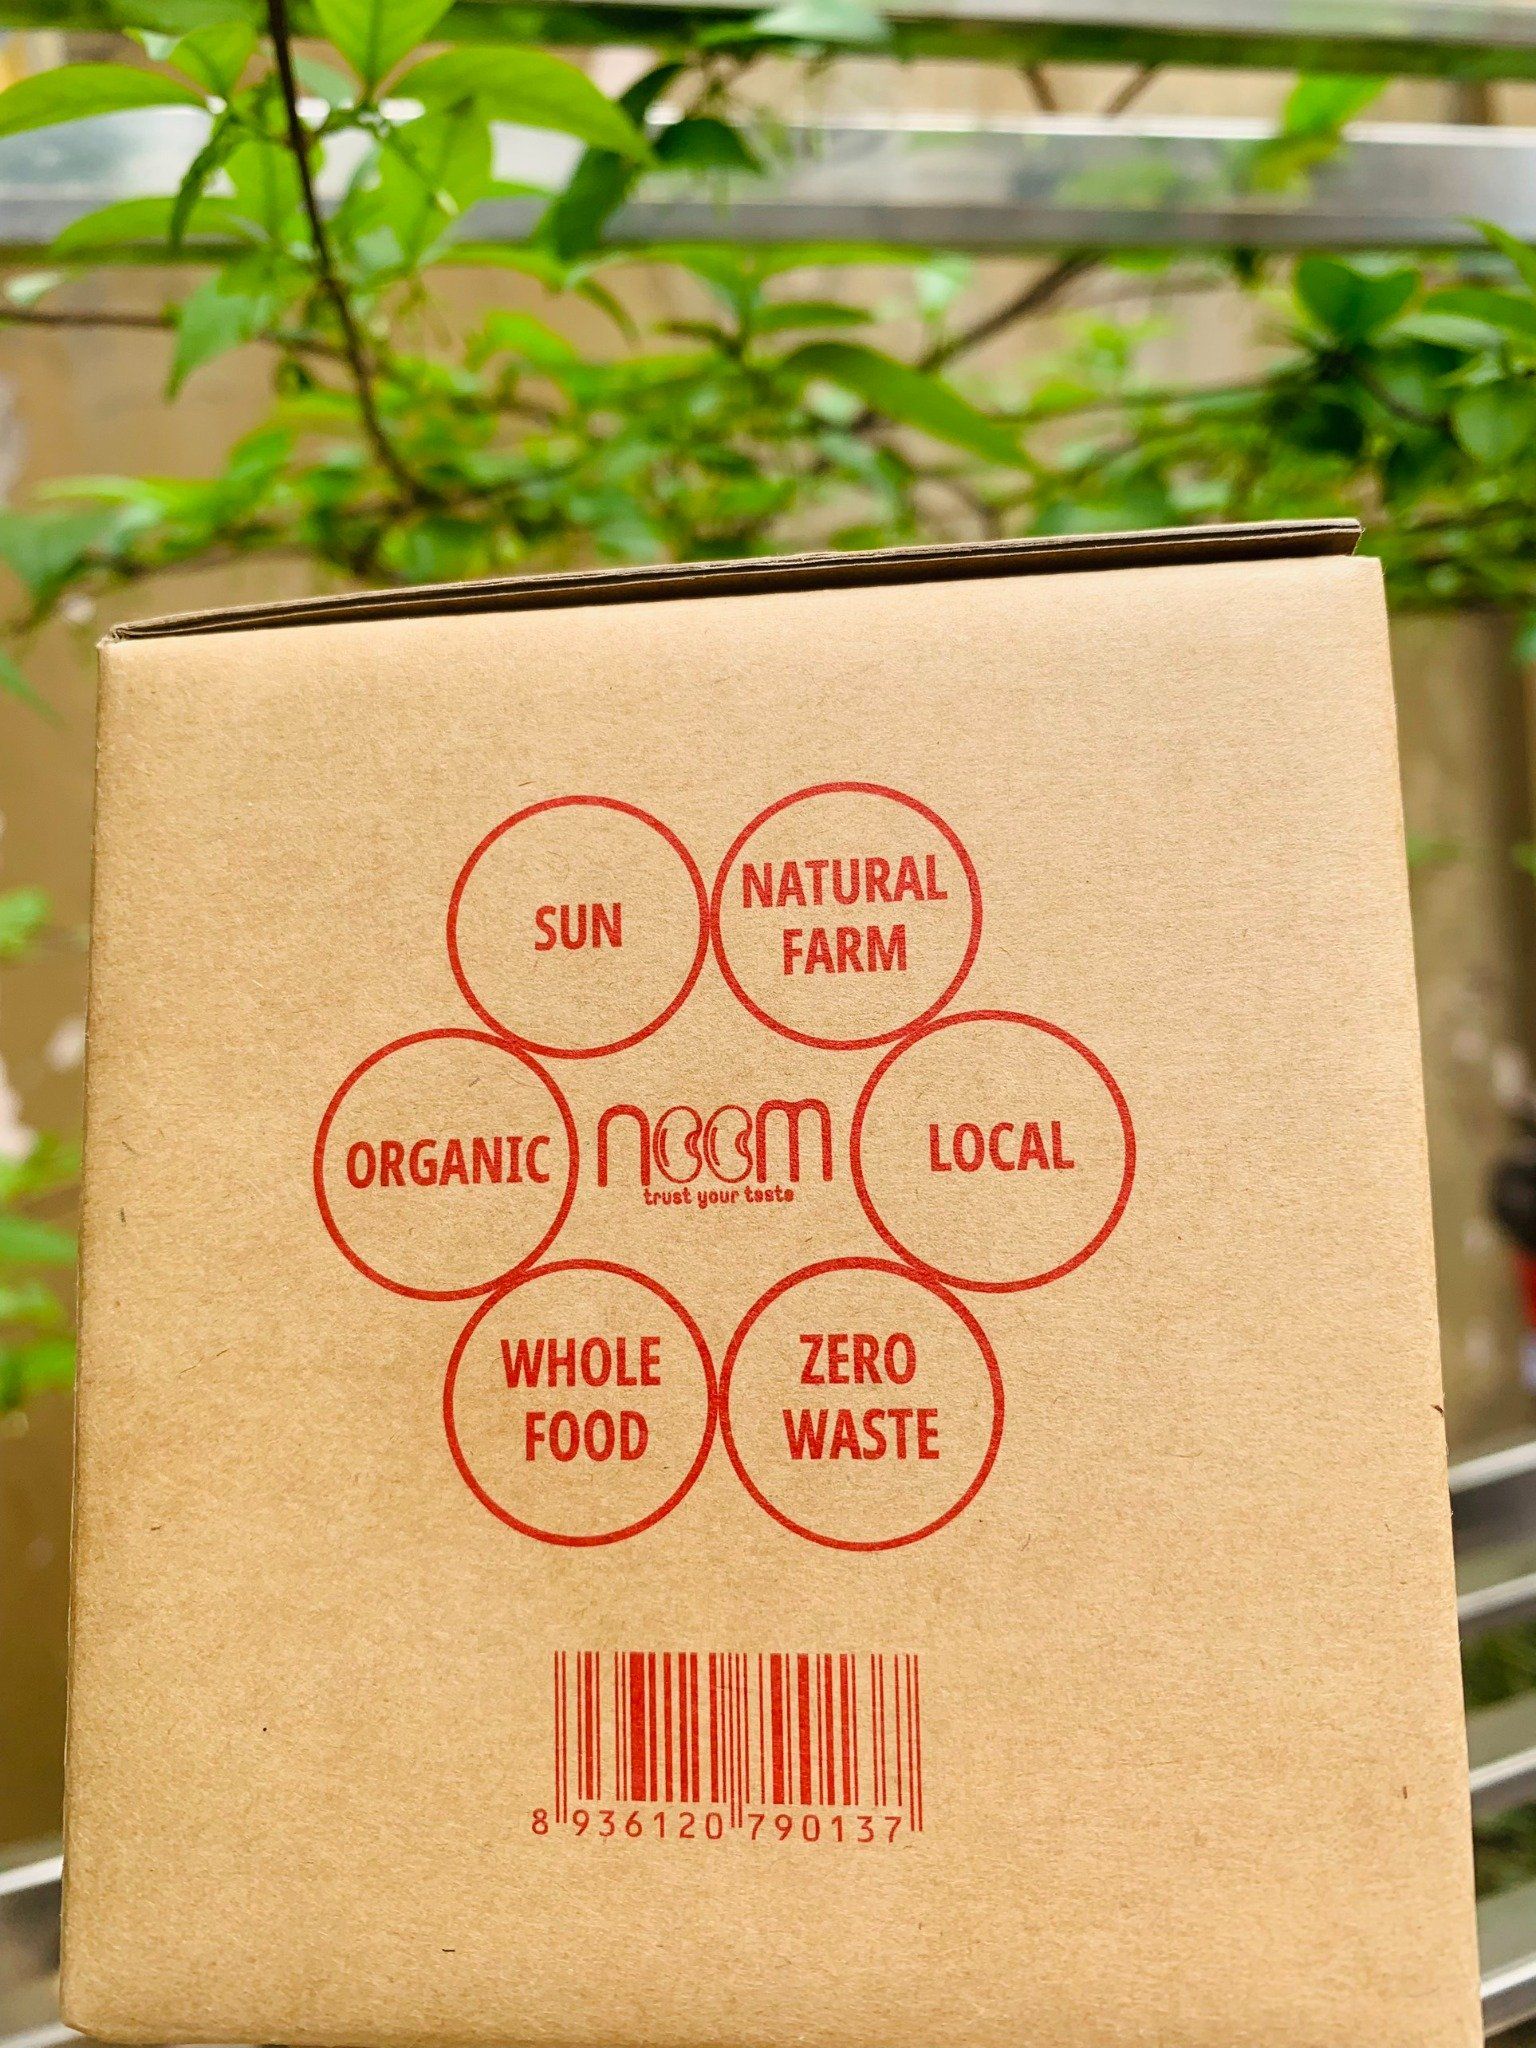 SUN
NATURAL
FARM
ORGANIC
noom
trust your taste
LOCAL
WHOLE
FOOD
ZERO
WASTE
8 936120 790137